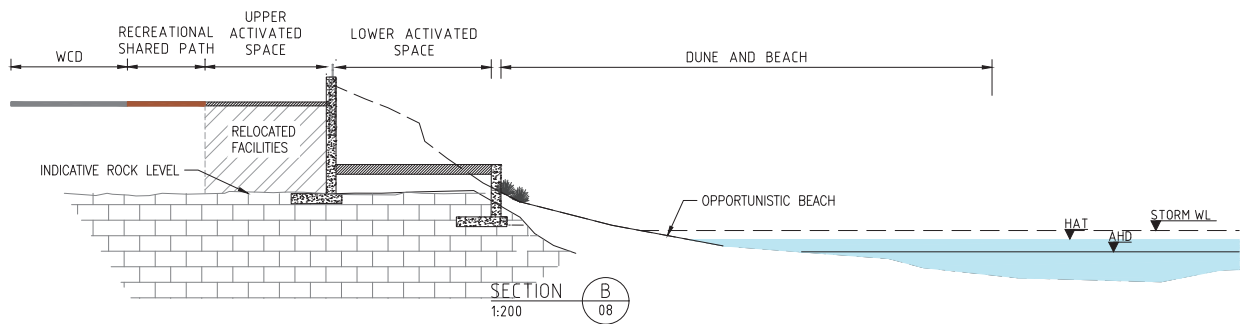 WCD
RECREATIONAL
SHARED PATH
UPPER
ACTIVATED
SPACE
LOWER ACTIVATED
SPACE
DUNE AND BEACH
RELOCATED
FACILITIES
INDICATIVE ROCK LEVEL
OPPORTUNISTIC BEACH
HAT
STORM WL
AHD
SECTION
1:200
B
08